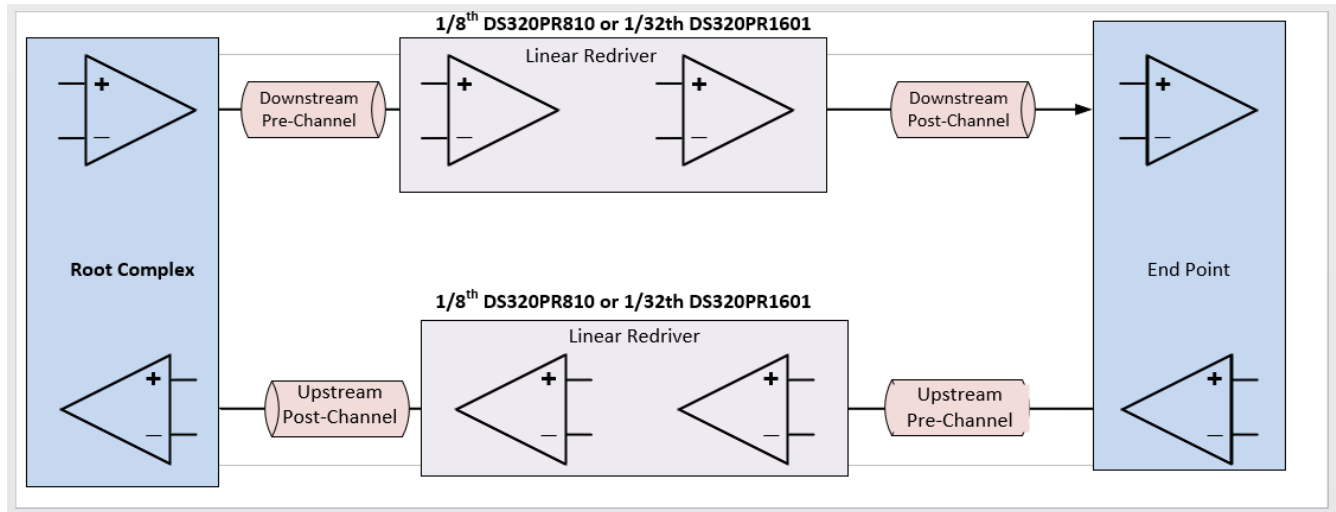 1/8th DS320PR810 or 1/32th DS320PR1601
Linear Redriver
+
+
+
+
Downstream
Pre-Channel
Downstream
Post-Channel
—
—
—
—
Root Complex
End Point
1/8th DS320PR810 or 1/32th DS320PR1601
Linear Redriver
+
+
+
+
Upstream
Post-Channel
Upstream
Pre-Channel
—
—
—
—